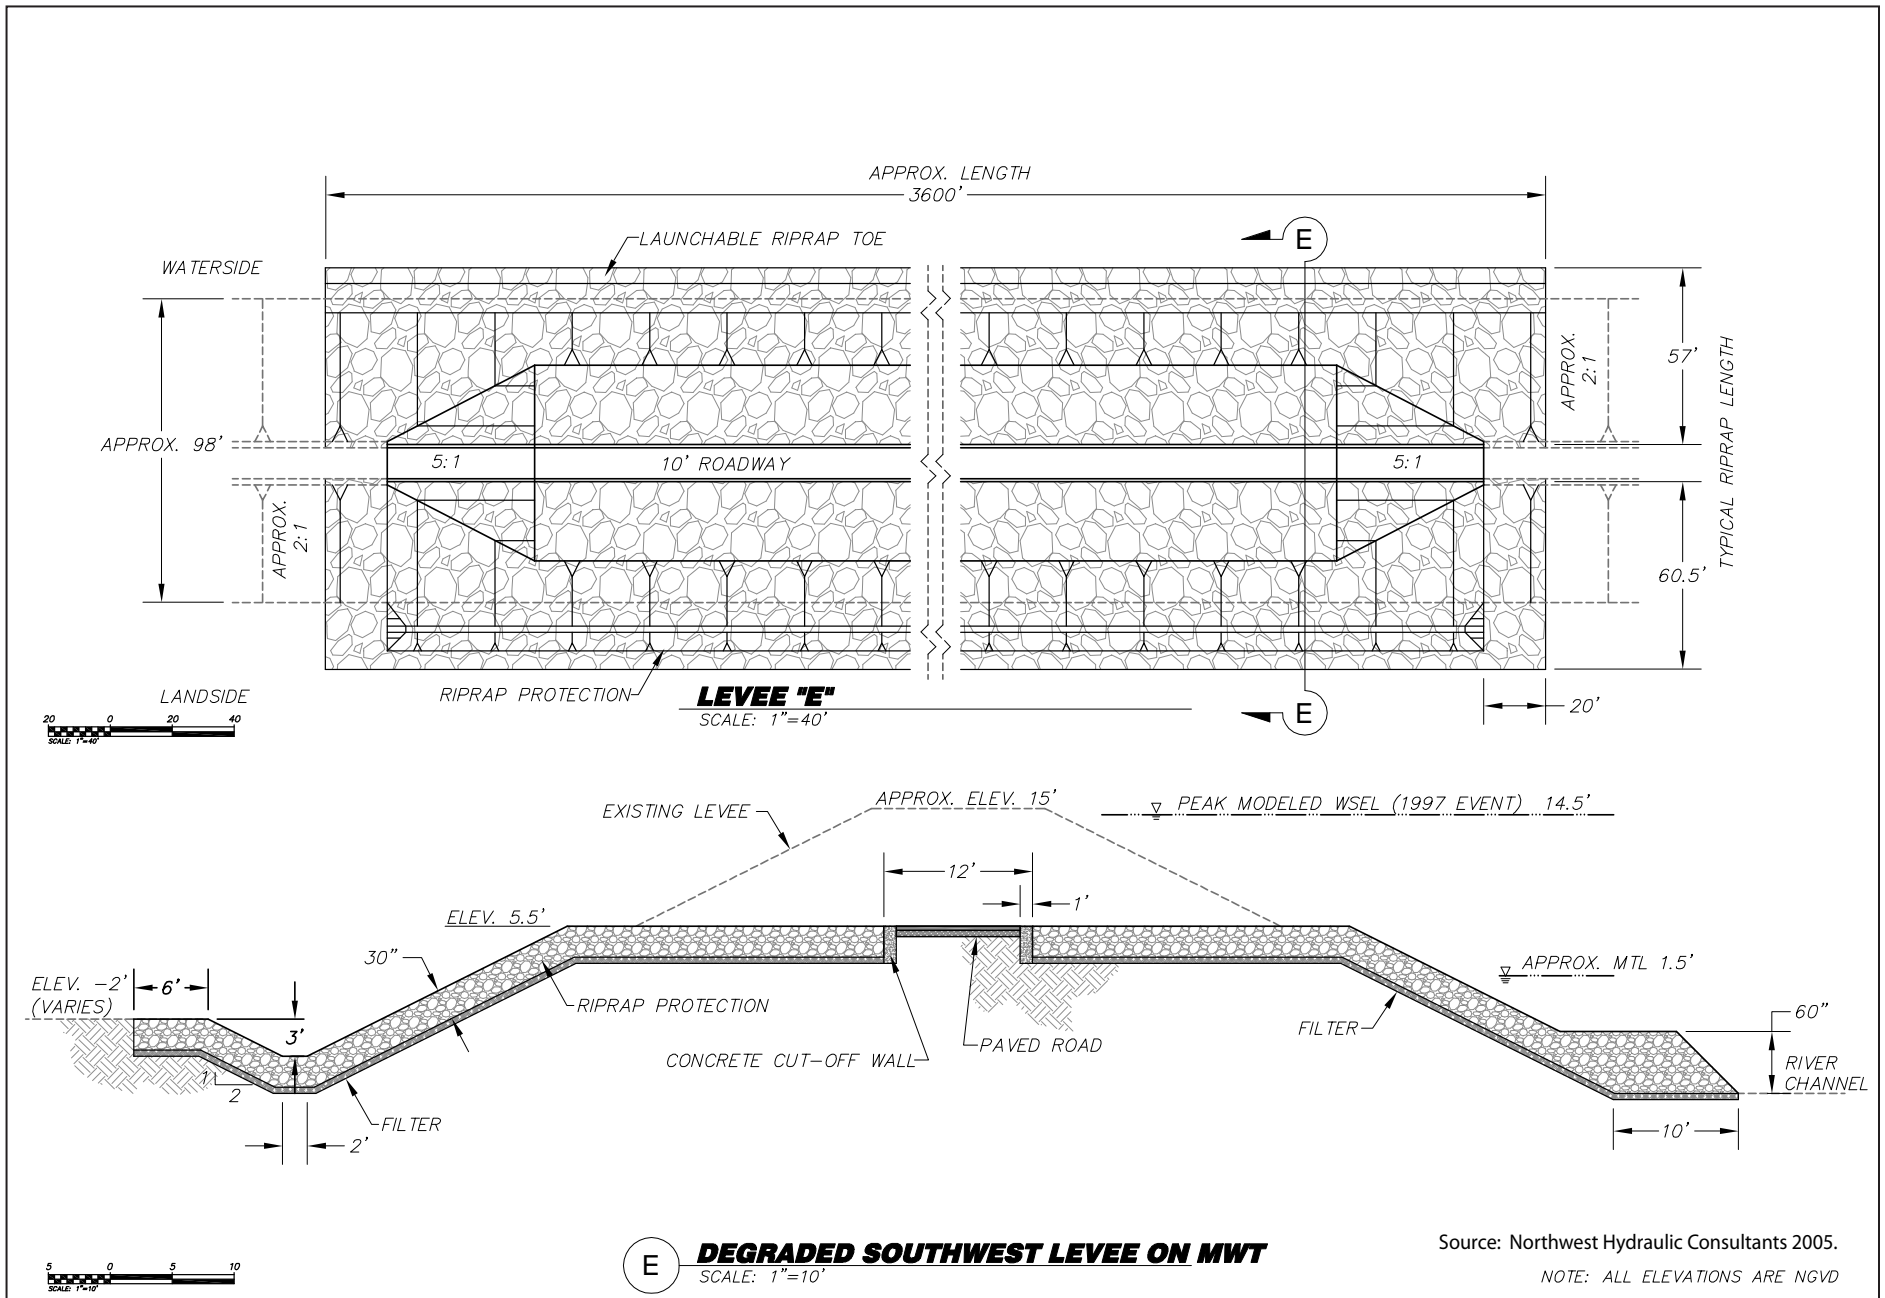 APPROX. LENGTH
3600'
LAUNCHABLE RIPRAP TOE
E
WATERSIDE
APPROX. 98'
APPROX.
2:1
5:1
10' ROADWAY
5:1
APPROX.
2:1
57'
60.5'
TYPICAL RIPRAP LENGTH
LANDSIDE
20 0 20 40
SCALE: 1"=40'
RIPRAP PROTECTION
LEVEE "E"
SCALE: 1"=40'
E
20'
EXISTING LEVEE
APPROX. ELEV. 15'
PEAK MODELED WSEL (1997 EVENT) 14.5'
12'
1'
ELEV. 5.5'
30"
ELEV. -2'
(VARIES)
6'
3'
RIPRAP PROTECTION
APPROX. MTL 1.5'
60"
FILTER
PAVED ROAD
CONCRETE CUT-OFF WALL
RIVER
CHANNEL
1
2
FILTER
2'
10'
E
DEGRADED SOUTHWEST LEVEE ON MWT
SCALE: 1"=10'
5 0 5 10
SCALE: 1"=10'
Source: Northwest Hydraulic Consultants 2005.
NOTE: ALL ELEVATIONS ARE NGVD